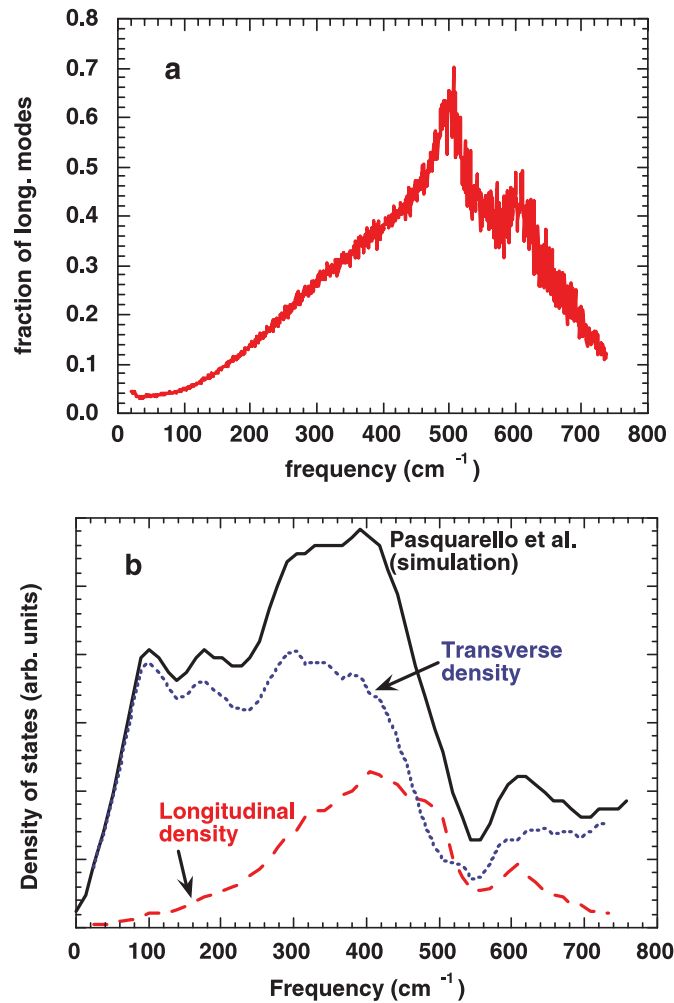 0.8
0.7
0.6
0.5
0.4
0.3
0.2
0.1
0.0
fraction of long. modes
a
0 100 200 300 400 500 600 700 800
frequency (cm -1)
Density of states (arb. units)
b
Pasquarello et al.
(simulation)
Transverse
density
Longitudinal
density
0 100 200 300 400 500 600 700 800
Frequency (cm -1)